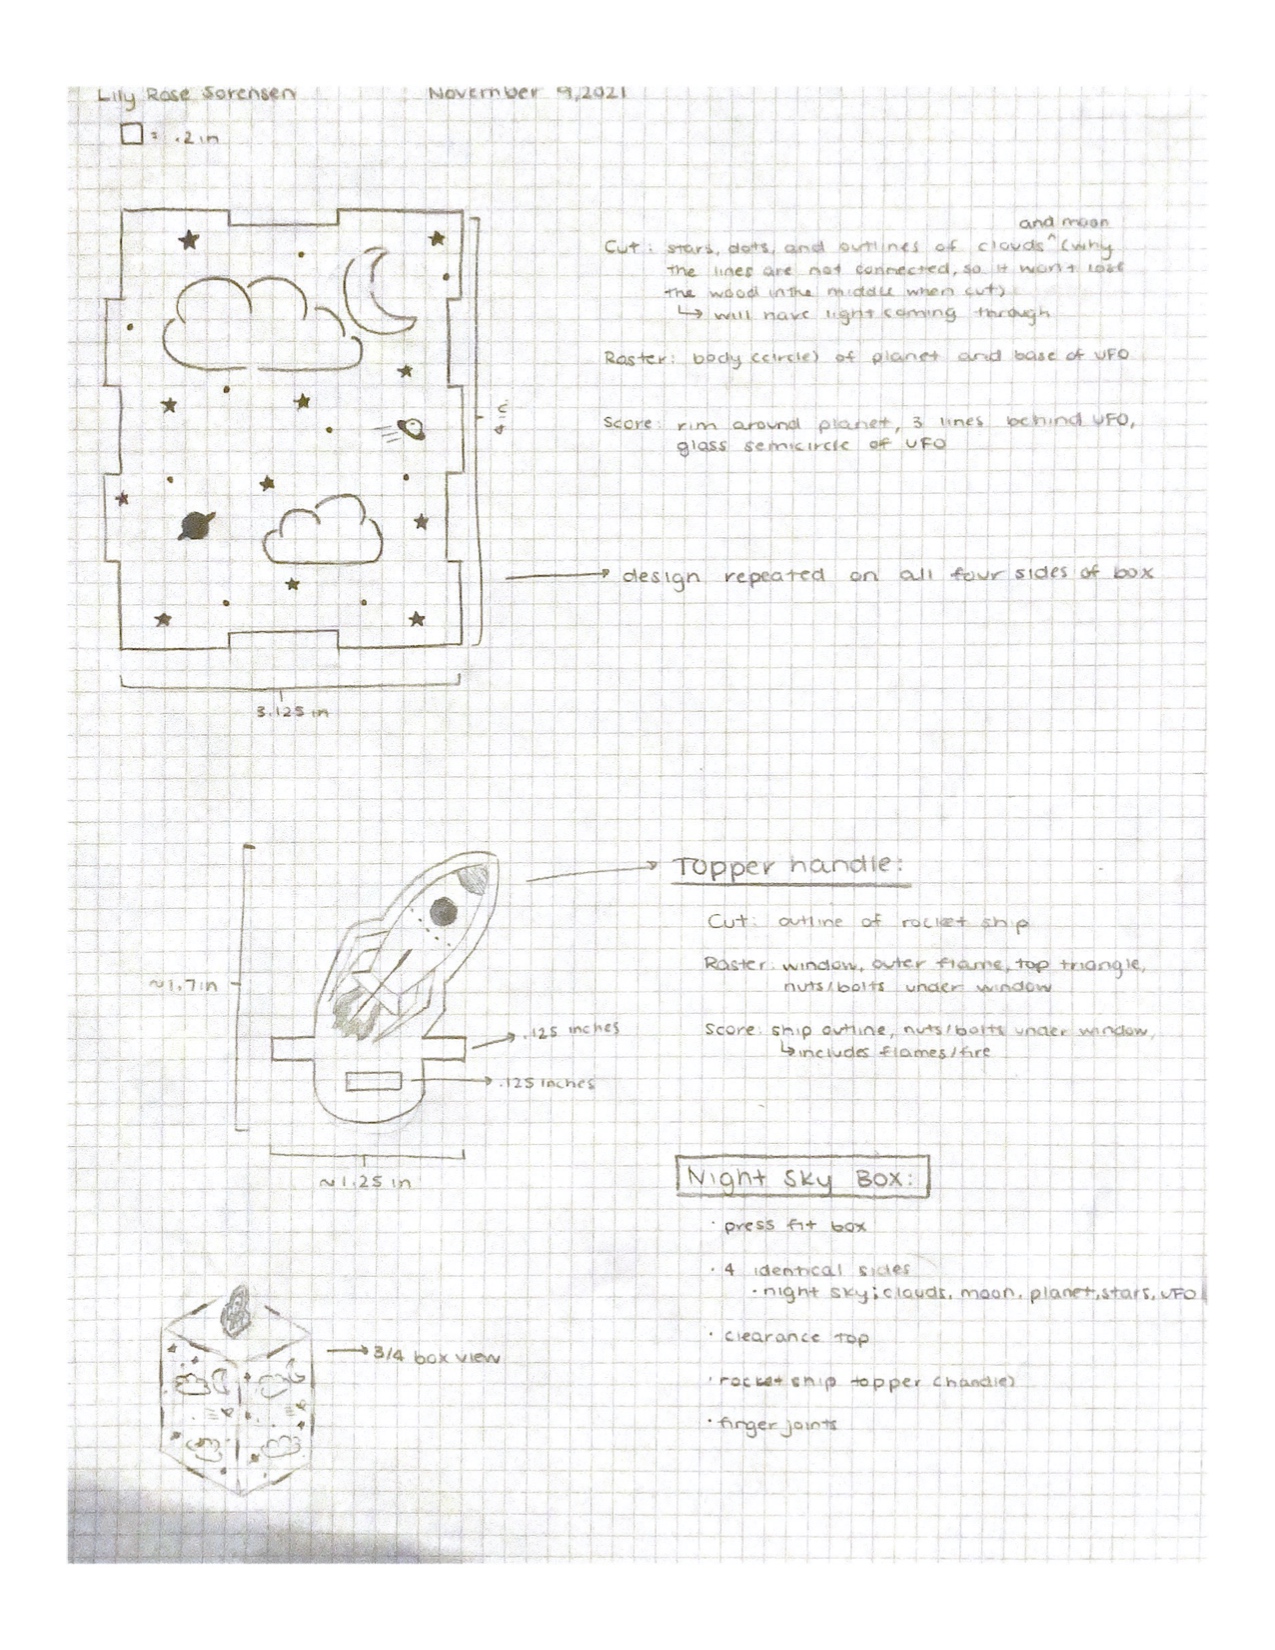 Lily Rose Sorensen November 9, 2021
□ = .2 in
and moon
Cut: stars, dots, and outlines of clouds ^ (why
the lines are not connected, so it won't lose
the wood in the middle when cut)
↳ will have light coming through
Raster: body (circle) of planet and base of UFO
Score: rim around planet, 3 lines behind UFO,
glass semicircle of UFO
4 in
design repeated on all four sides of box
3.125 in
Topper handle:
Cut: outline of rocket ship
Raster: window, outer flame, top triangle,
nuts/bolts under window
~1.7in
Score: ship outline, nuts/bolts under window,
↳includes flames/fire
.125 inches
.125 inches
~1.25 in
Night Sky Box:
· press fit box
· 4 identical sides
· night sky; clouds, moon, planet, stars, UFO
· clearance top
3/4 box view
· rocket ship topper (handle)
· finger joints